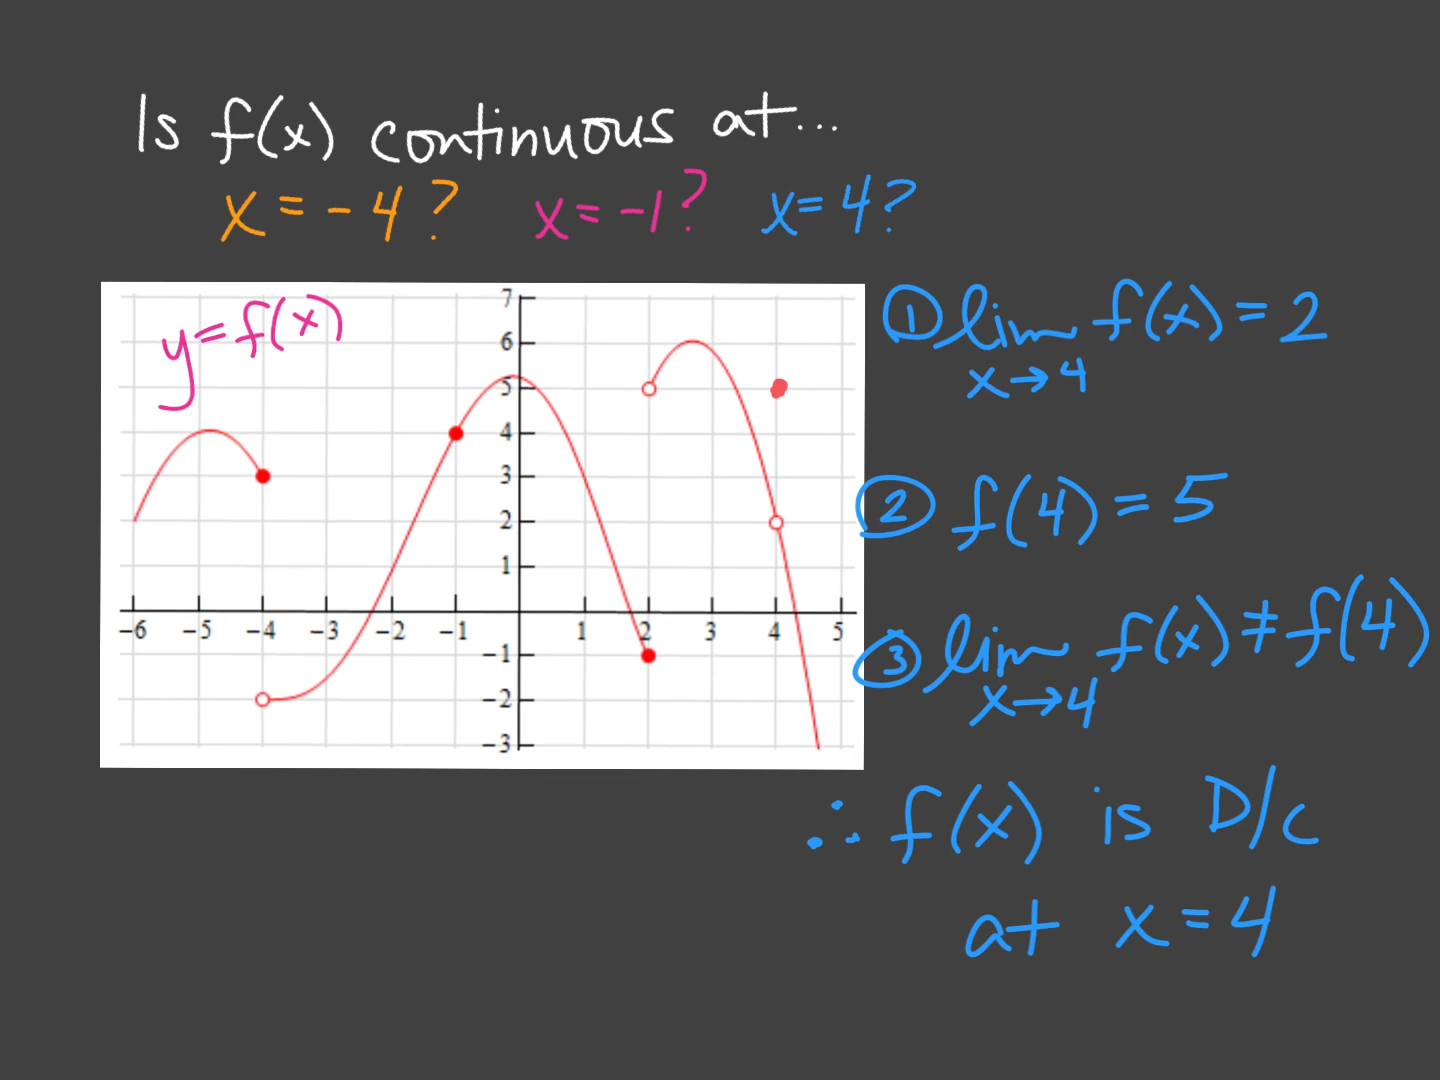 Is f(x) continuous at...
x = -4? x = -1? x = 4?
y = f(x)
7
6
5
4
3
2
1
−6 −5 −4 −3 −2 −1 1 2 3 4 5
−1
−2
−3
① lim f(x) = 2
x→4
② f(4) = 5
③ lim f(x) ≠ f(4)
x→4
∴ f(x) is D/c
at x = 4